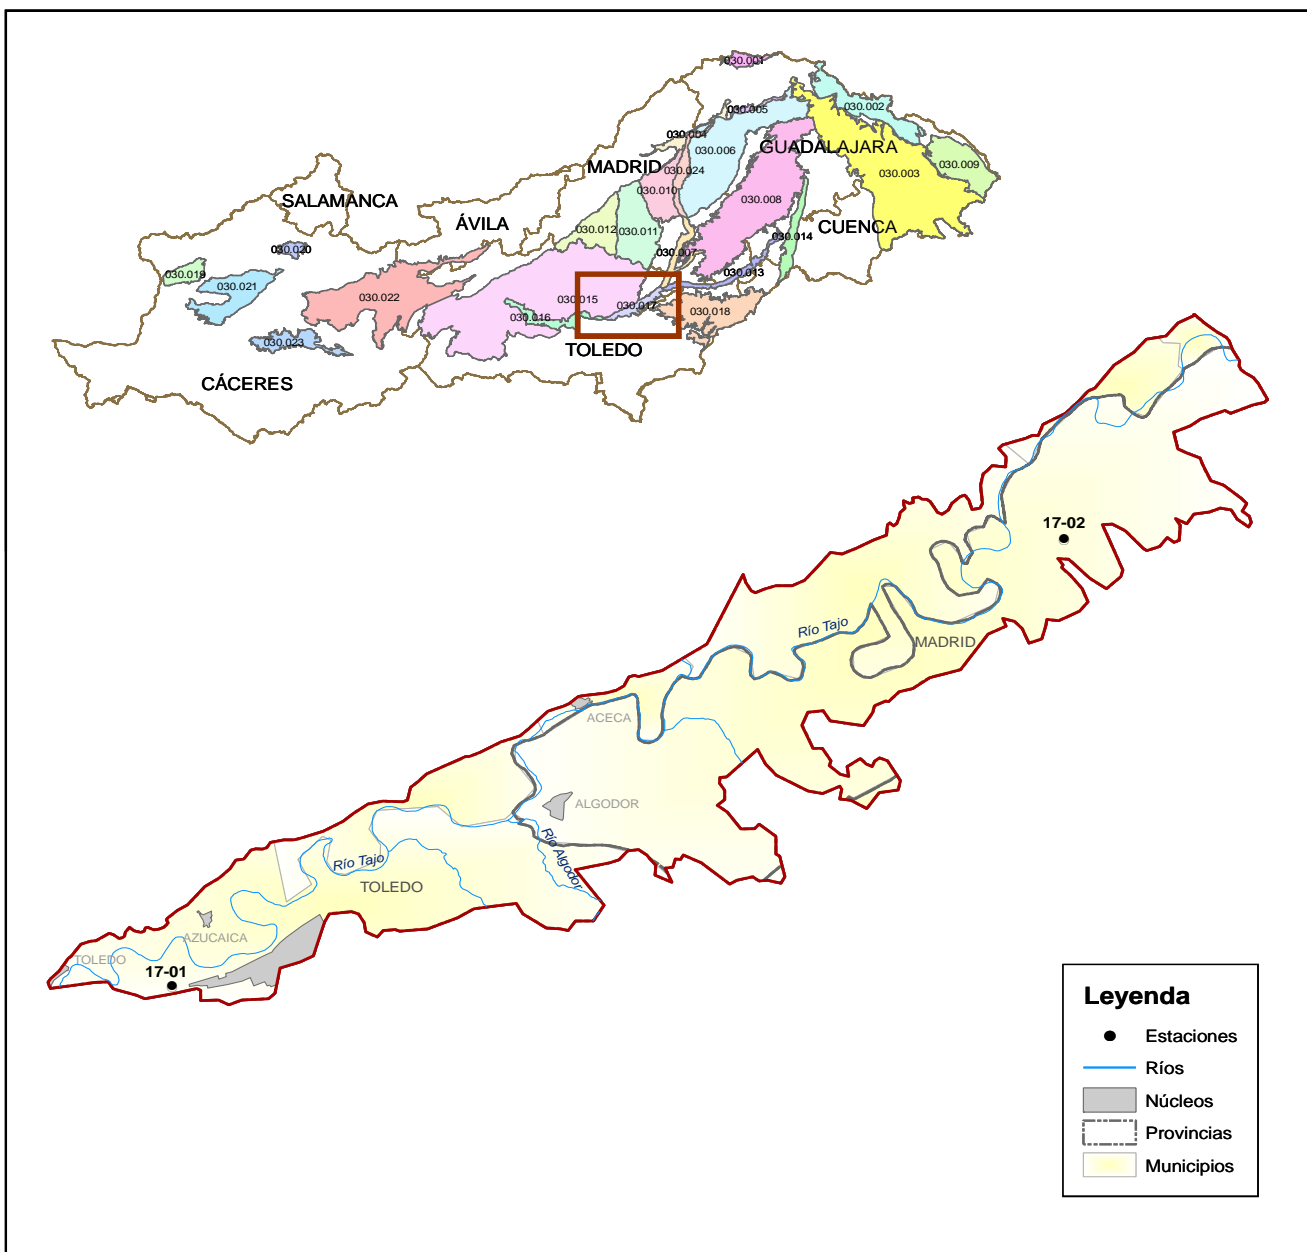 030.001
030.002
030.005
030.004
GUADALAJARA
030.006
MADRID
030.009
030.024
030.003
030.010
SALAMANCA
030.008
ÁVILA
CUENCA
030.012
030.011
030.014
030.020
030.007
030.019
030.013
030.021
030.022
030.015
030.017
030.018
030.016
030.023
TOLEDO
CÁCERES
17-02
Río Tajo
MADRID
ACECA
ALGODOR
Río Algodor
Río Tajo
TOLEDO
AZUCAICA
TOLEDO
17-01
Leyenda
Estaciones
Ríos
Núcleos
Provincias
Municipios